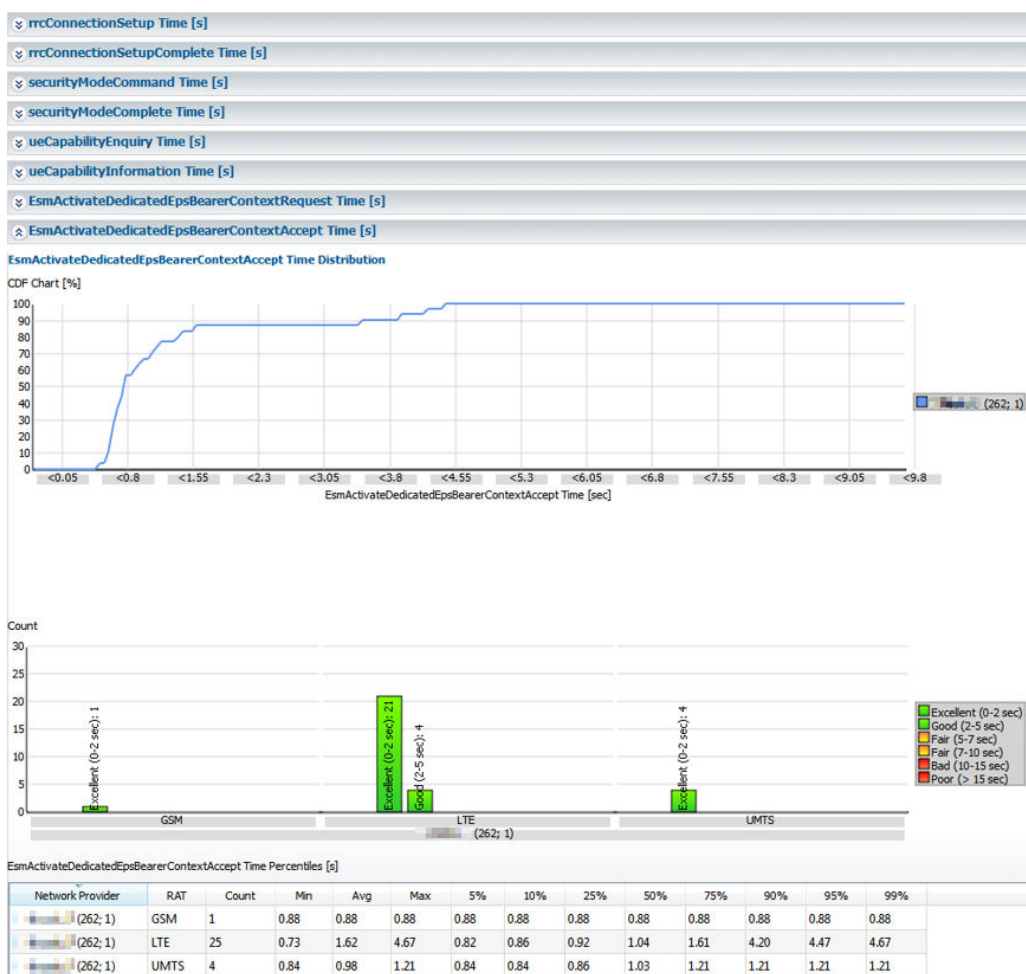 rrcConnectionSetup Time [s]
rrcConnectionSetupComplete Time [s]
securityModeCommand Time [s]
securityModeComplete Time [s]
ueCapabilityEnquiry Time [s]
ueCapabilityInformation Time [s]
EsmActivateDedicatedEpsBearerContextRequest Time [s]
EsmActivateDedicatedEpsBearerContextAccept Time [s]
EsmActivateDedicatedEpsBearerContextAccept Time Distribution
CDF Chart [%]
100
90
80
70
60
50
40
30
20
10
0
(262; 1)
<0.05 <0.8 <1.55 <2.3 <3.05 <3.8 <4.55 <5.3 <6.05 <6.8 <7.55 <8.3 <9.05 <9.8
EsmActivateDedicatedEpsBearerContextAccept Time [sec]
Count
30
25
20
15
10
5
0
Excellent (0-2 sec): 1
Excellent (0-2 sec): 21
Good (2-5 sec): 4
Excellent (0-2 sec): 4
Excellent (0-2 sec)
Good (2-5 sec)
Fair (5-7 sec)
Fair (7-10 sec)
Bad (10-15 sec)
Poor (> 15 sec)
GSM LTE UMTS
(262; 1)
EsmActivateDedicatedEpsBearerContextAccept Time Percentiles [s]
Network Provider RAT Count Min Avg Max 5% 10% 25% 50% 75% 90% 95% 99%
(262; 1) GSM 1 0.88 0.88 0.88 0.88 0.88 0.88 0.88 0.88 0.88 0.88 0.88
(262; 1) LTE 25 0.73 1.62 4.67 0.82 0.86 0.92 1.04 1.61 4.20 4.47 4.67
(262; 1) UMTS 4 0.84 0.98 1.21 0.84 0.84 0.86 1.03 1.21 1.21 1.21 1.21